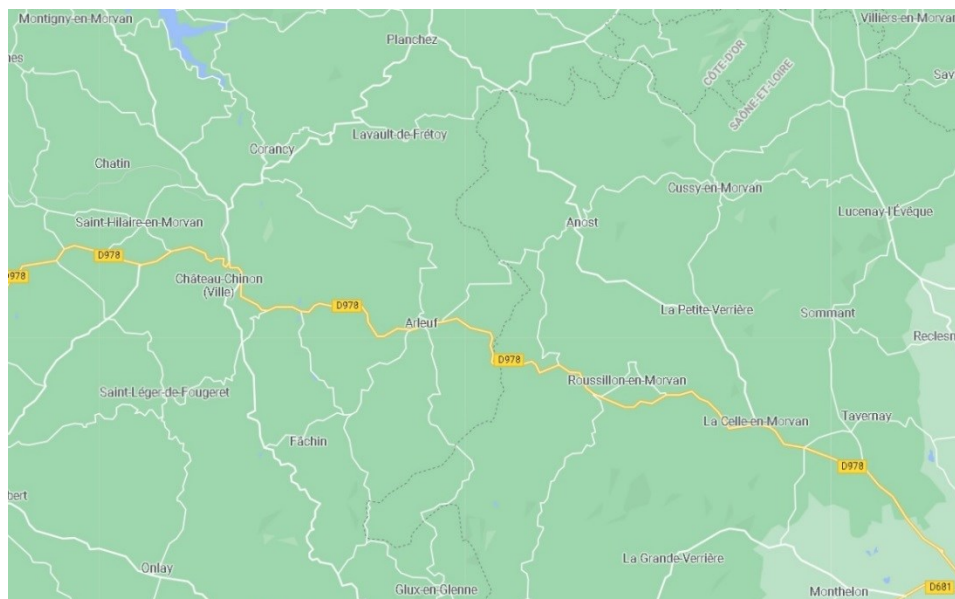 Montigny-en-Morvan
Villiers-en-Morvan
Planchez
CÔTE-D'OR
SAÔNE-ET-LOIRE
Lavault-de-Frétoy
Corancy
Chatin
Cussy-en-Morvan
Saint-Hilaire-en-Morvan
Anost
Lucenay-l'Évêque
D978
D978
Château-Chinon
(Ville)
D978
La Petite-Verrière
Sommant
Arleuf
D978
Roussillon-en-Morvan
Saint-Léger-de-Fougeret
La Celle-en-Morvan
Tavernay
Fâchin
D978
La Grande-Verrière
Onlay
Glux-en-Glenne
Monthelon
D681